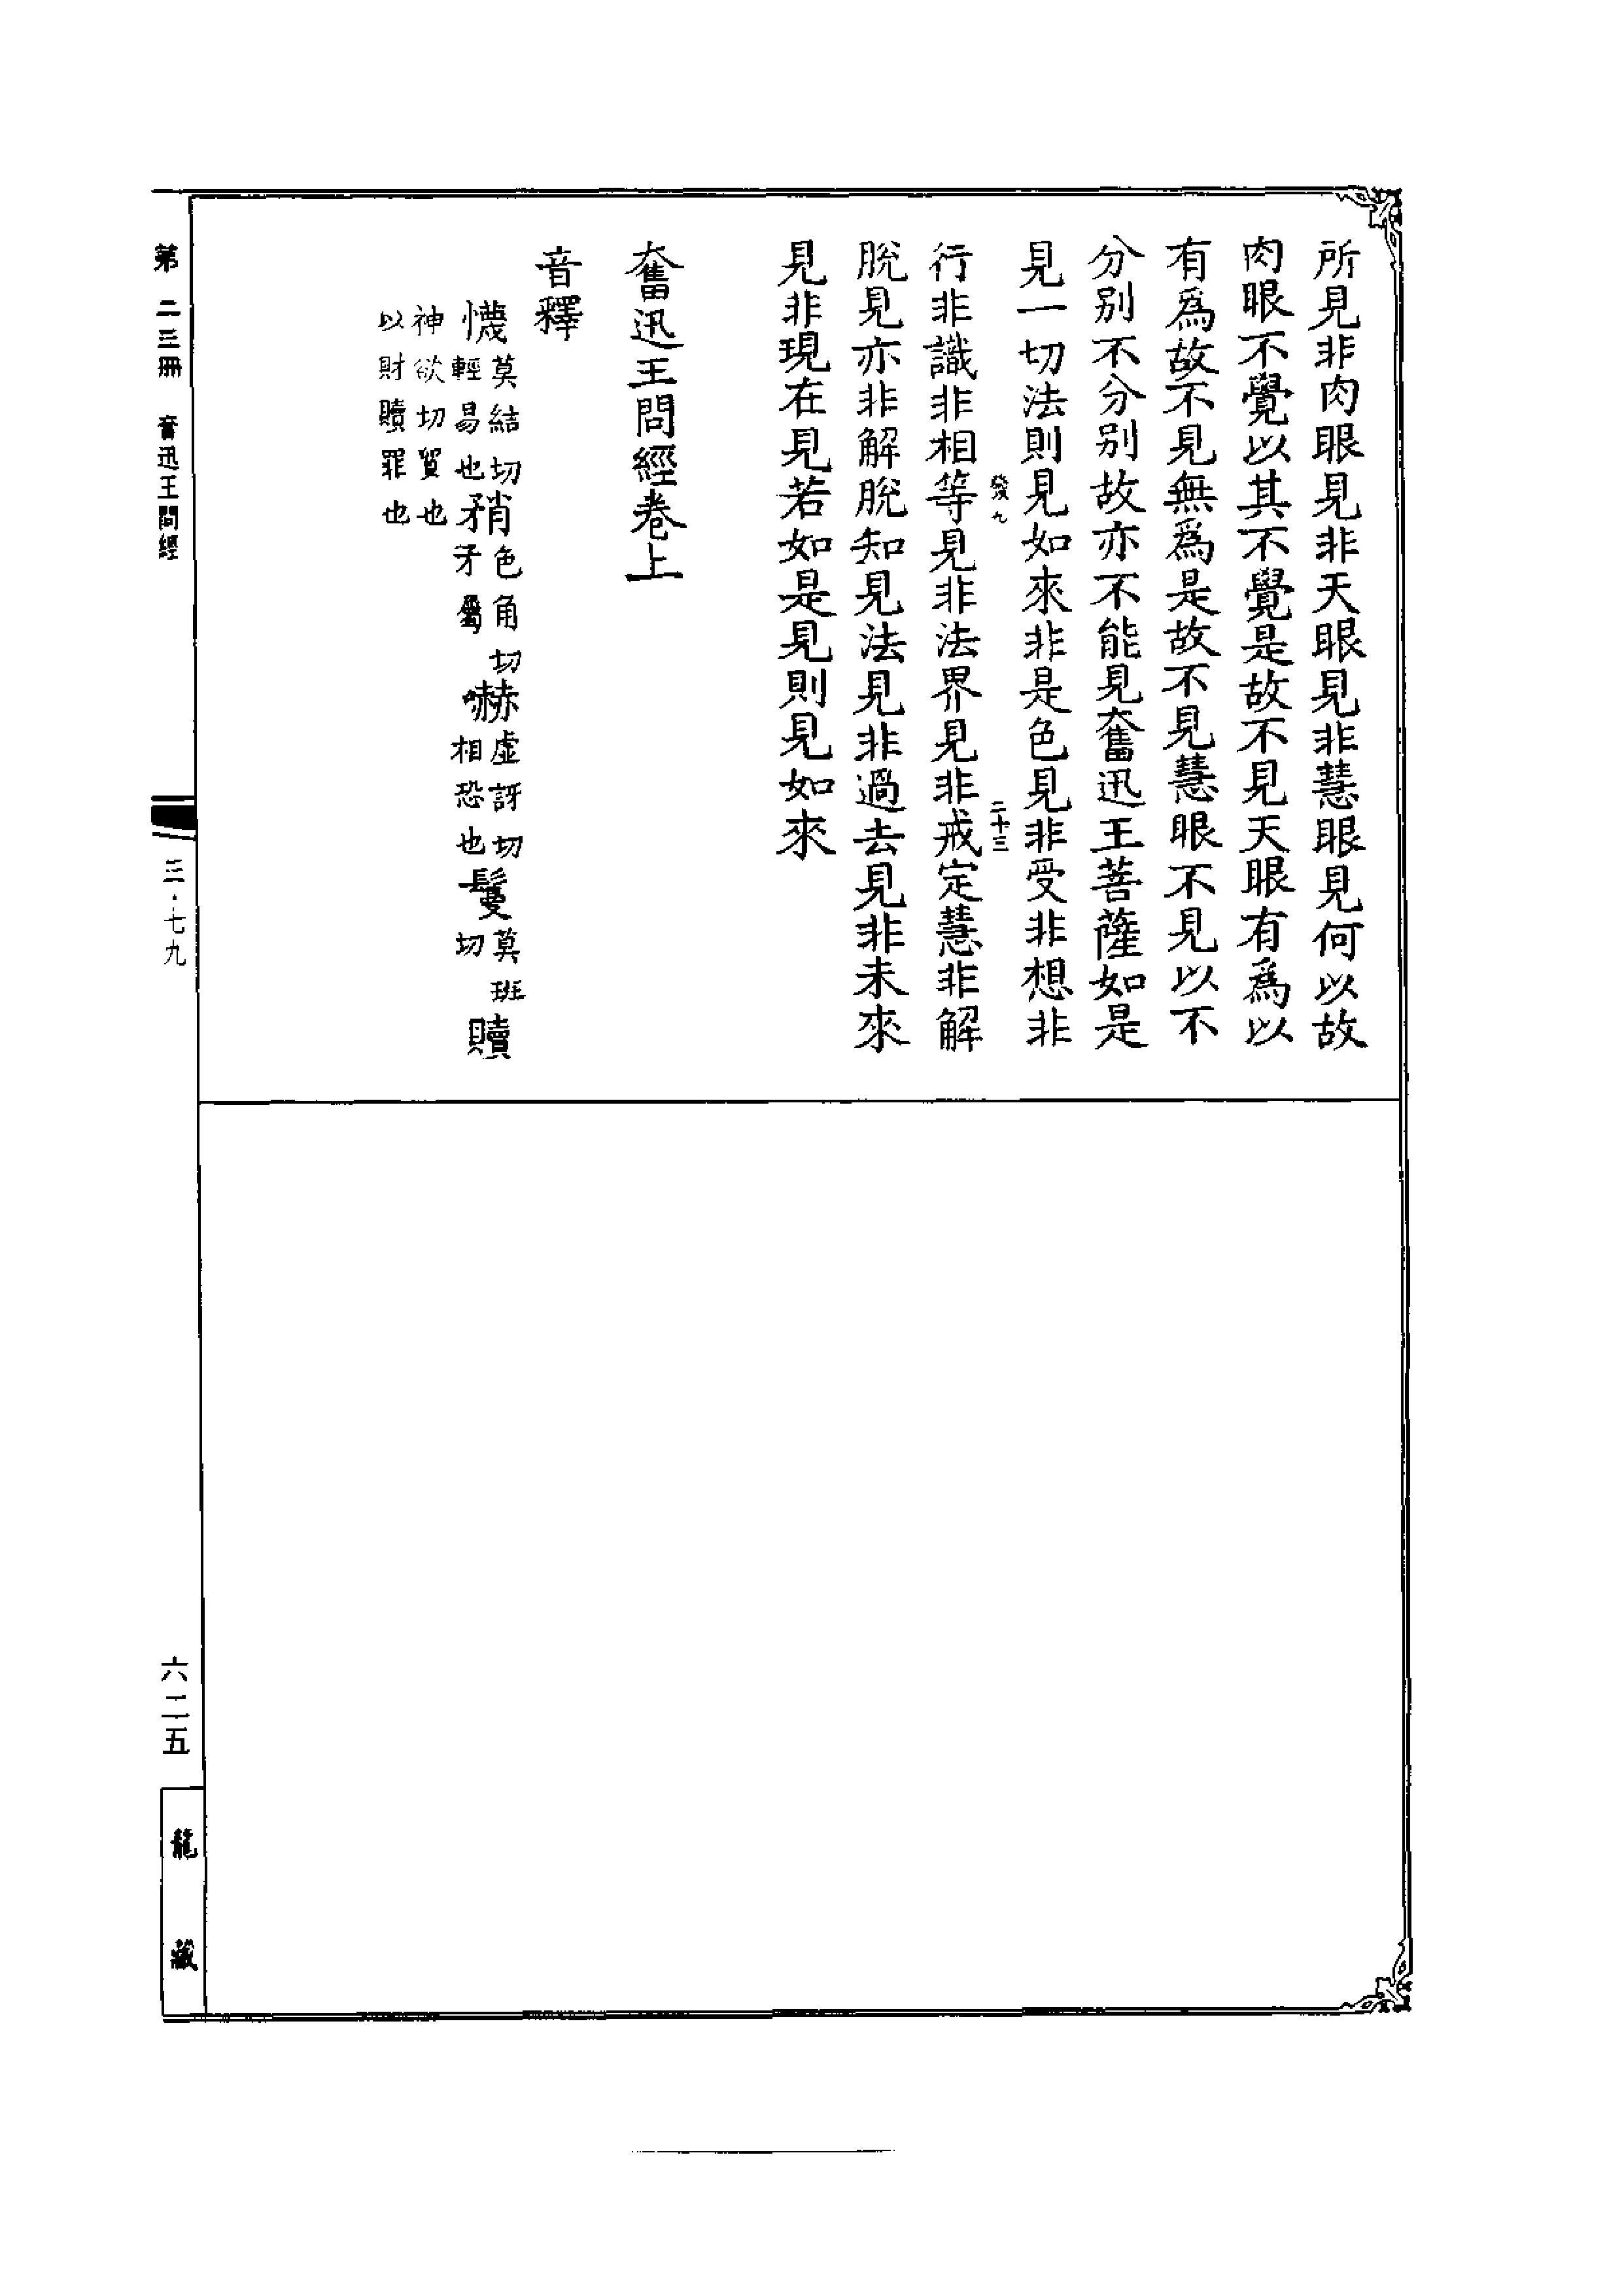 所見非肉眼見非天眼見非慧眼見何以故
肉眼不覺以其不覺是故不見天眼有爲以
有爲故不見無爲是故不見慧眼不見以不
分別不分別故亦不能見奮迅王菩薩如是
見一切法則見如來非是色見非受非想非
二十三
行非識非相等見非法界見非戒定慧非解
脫見亦非解脫知見法見非過去見非未來
見非現在見若如是見則見如來
奮迅王問經卷上
音釋
懱莫結切輕易也矟色角切矛屬嚇虛訝切相恐也鬘莫班切贖
神欲切貿也以財贖罪也
第二三冊 奮迅王問經
三·七九
六二五
龍藏